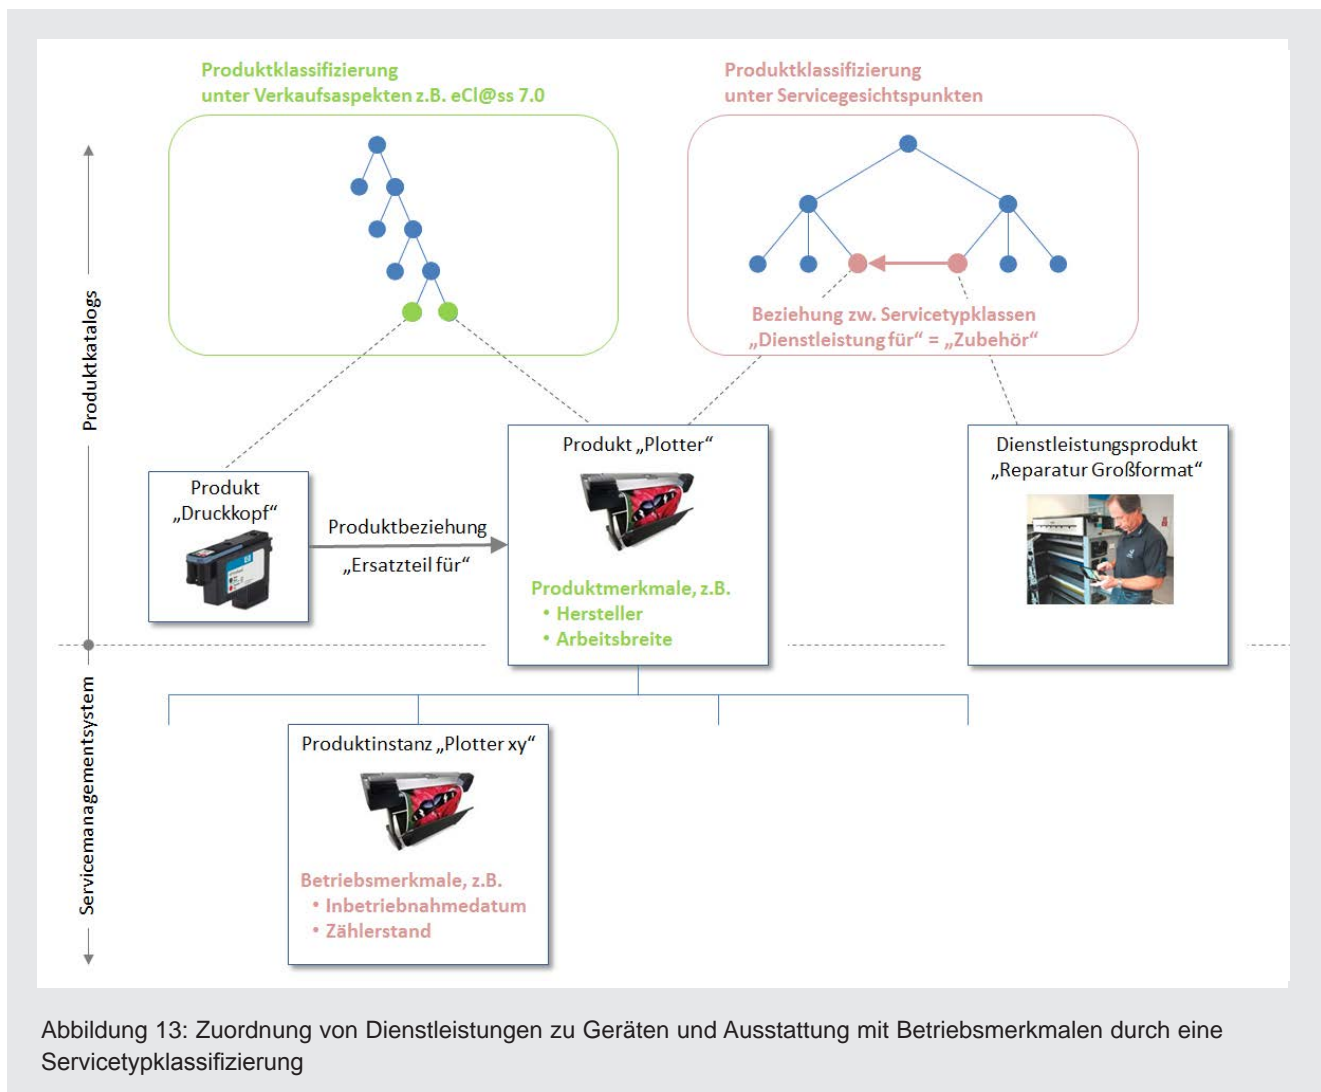 Produktklassifizierung
unter Verkaufsaspekten z.B. eCl@ss 7.0
Produktklassifizierung
unter Servicegesichtspunkten
Beziehung zw. Servicetypklassen
„Dienstleistung für“ = „Zubehör“
Produktkatalogs
Produkt
„Druckkopf“
Produktbeziehung
„Ersatzteil für“
Produkt „Plotter“
Produktmerkmale, z.B.
• Hersteller
• Arbeitsbreite
Dienstleistungsprodukt
„Reparatur Großformat“
Servicemanagementsystem
Produktinstanz „Plotter xy“
Betriebsmerkmale, z.B.
• Inbetriebnahmedatum
• Zählerstand
Abbildung 13: Zuordnung von Dienstleistungen zu Geräten und Ausstattung mit Betriebsmerkmalen durch eine
Servicetypklassifizierung